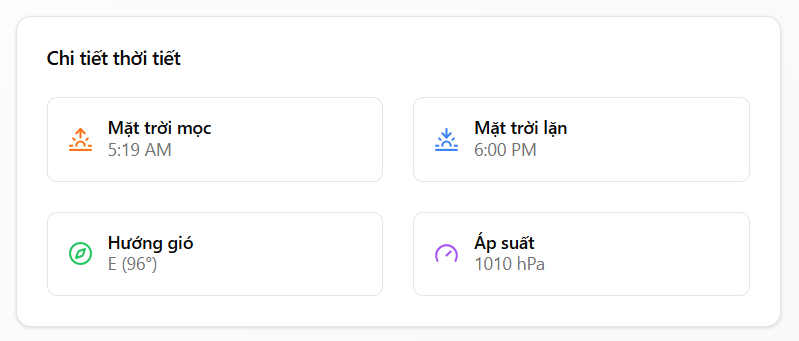 Chi tiết thời tiết
Mặt trời mọc
5:19 AM
Mặt trời lặn
6:00 PM
Hướng gió
E (96°)
Áp suất
1010 hPa